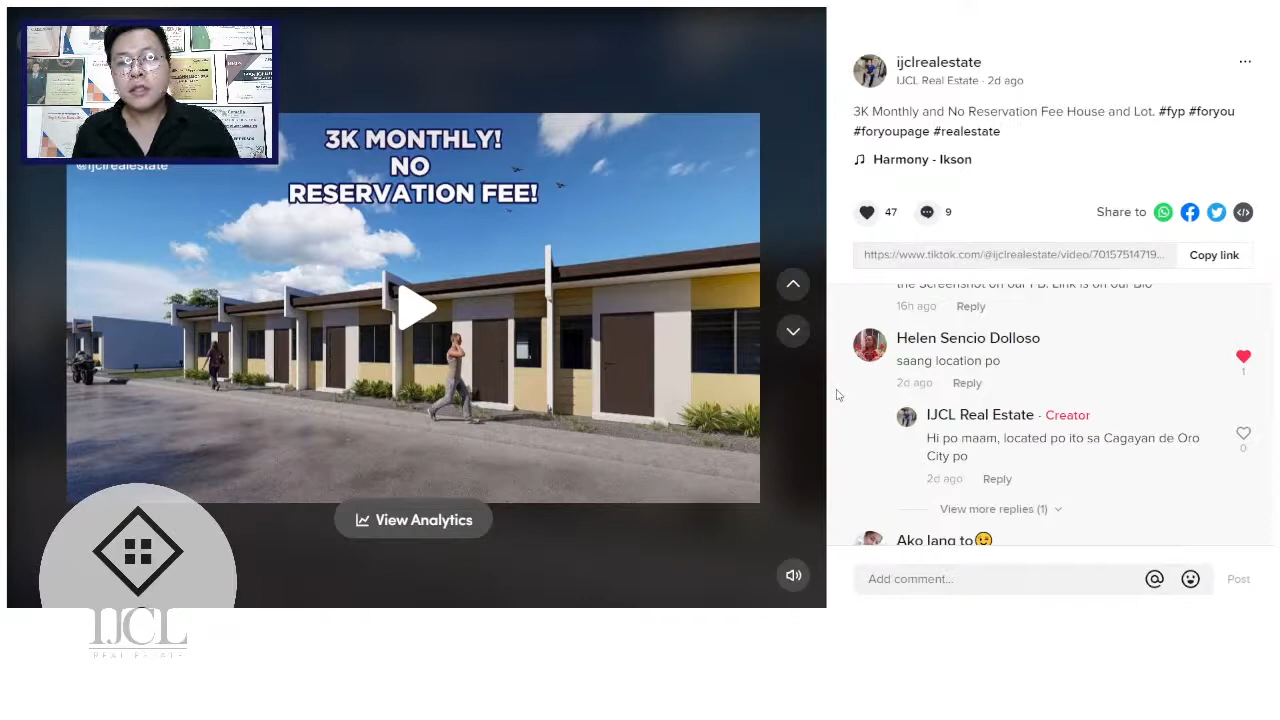 @ijclrealestate
3K MONTHLY!
NO
RESERVATION FEE!
View Analytics
IJCL
REAL ESTATE
ijclrealestate
IJCL Real Estate · 2d ago
3K Monthly and No Reservation Fee House and Lot. #fyp #foryou
#foryoupage #realestate
Harmony - Ikson
47
9
Share to
https://www.tiktok.com/@ijclrealestate/video/70157514719...
Copy link
the Screenshot on our FB. Link is on our Bio
16h ago Reply
Helen Sencio Dolloso
saang location po
1
2d ago Reply
IJCL Real Estate · Creator
Hi po maam, located po ito sa Cagayan de Oro
City po
0
2d ago Reply
View more replies (1)
Ako lang to😉
Add comment...
Post